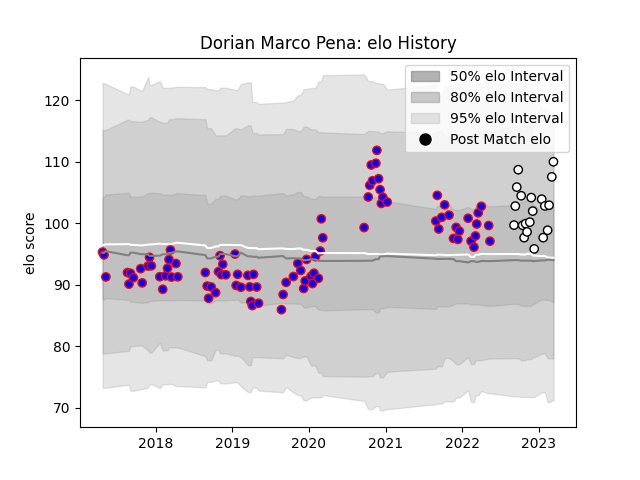 Dorian Marco Pena: elo History
50% elo Interval
80% elo Interval
95% elo Interval
Post Match elo
elo score
120
110
100
90
80
70
2018
2019
2020
2021
2022
2023